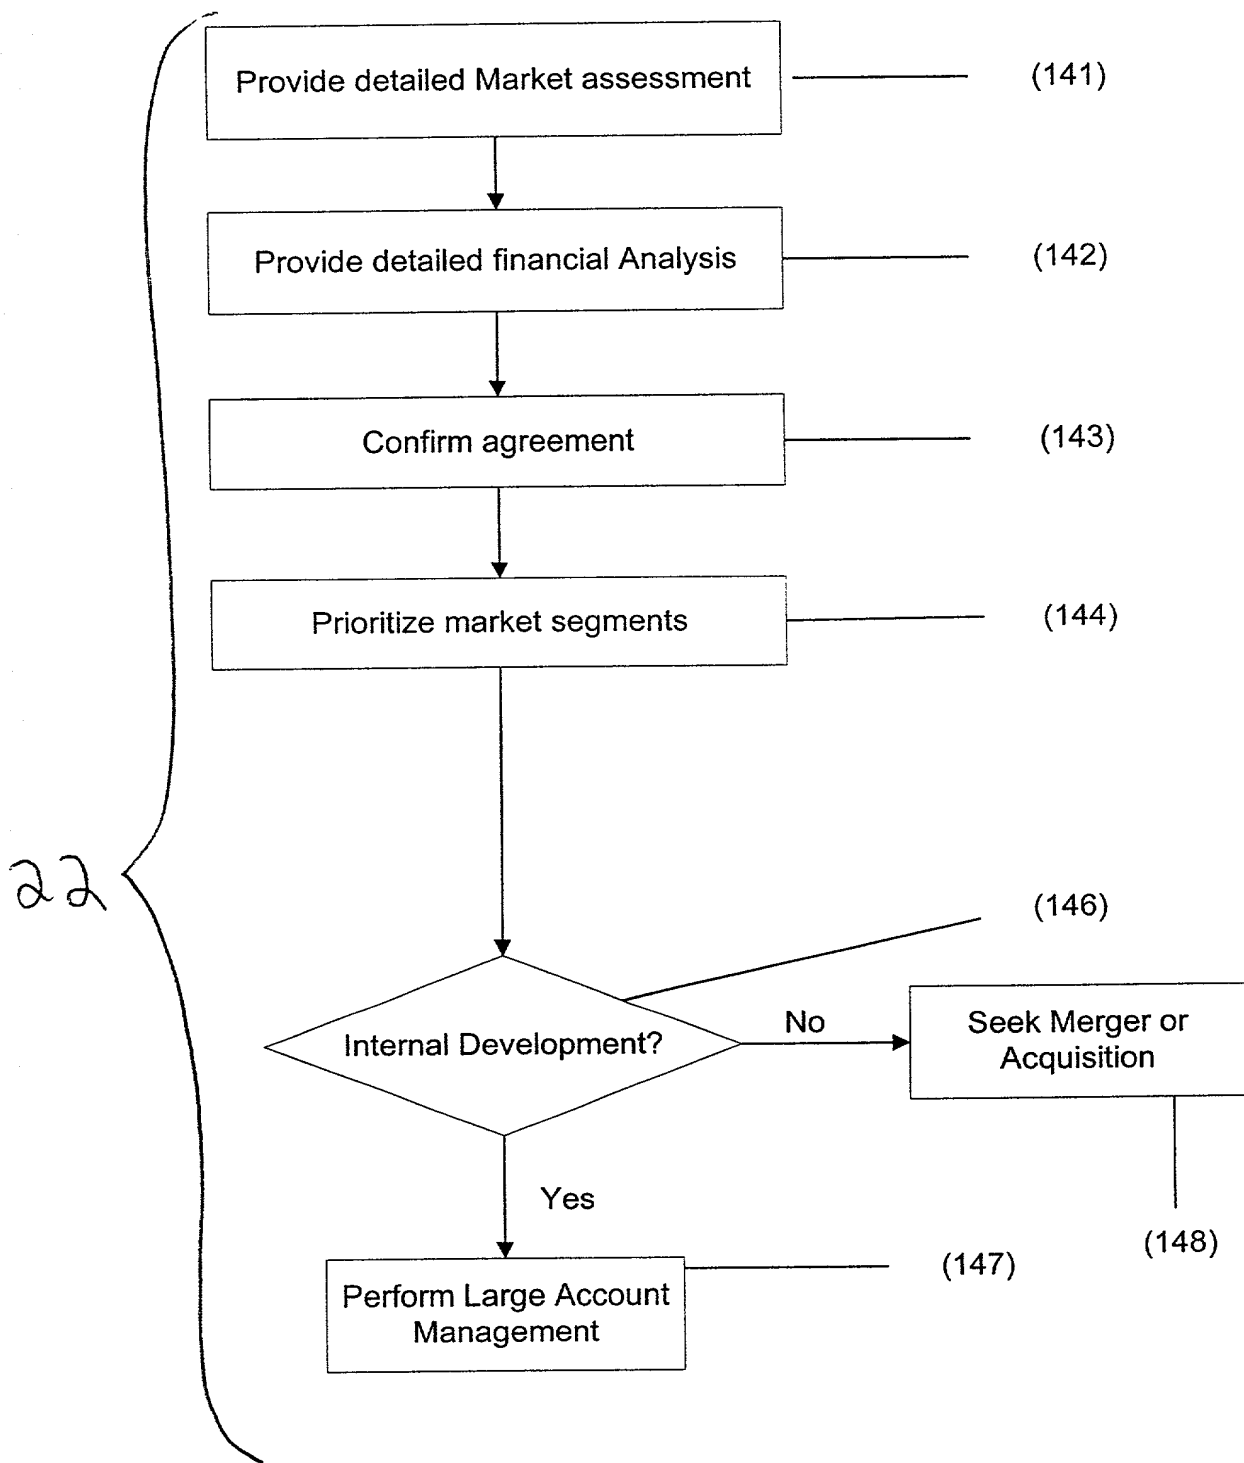 Provide detailed Market assessment
(141)
Provide detailed financial Analysis
(142)
Confirm agreement
(143)
Prioritize market segments
(144)
22
(146)
Internal Development?
No
Seek Merger or
Acquisition
Yes
(148)
(147)
Perform Large Account
Management